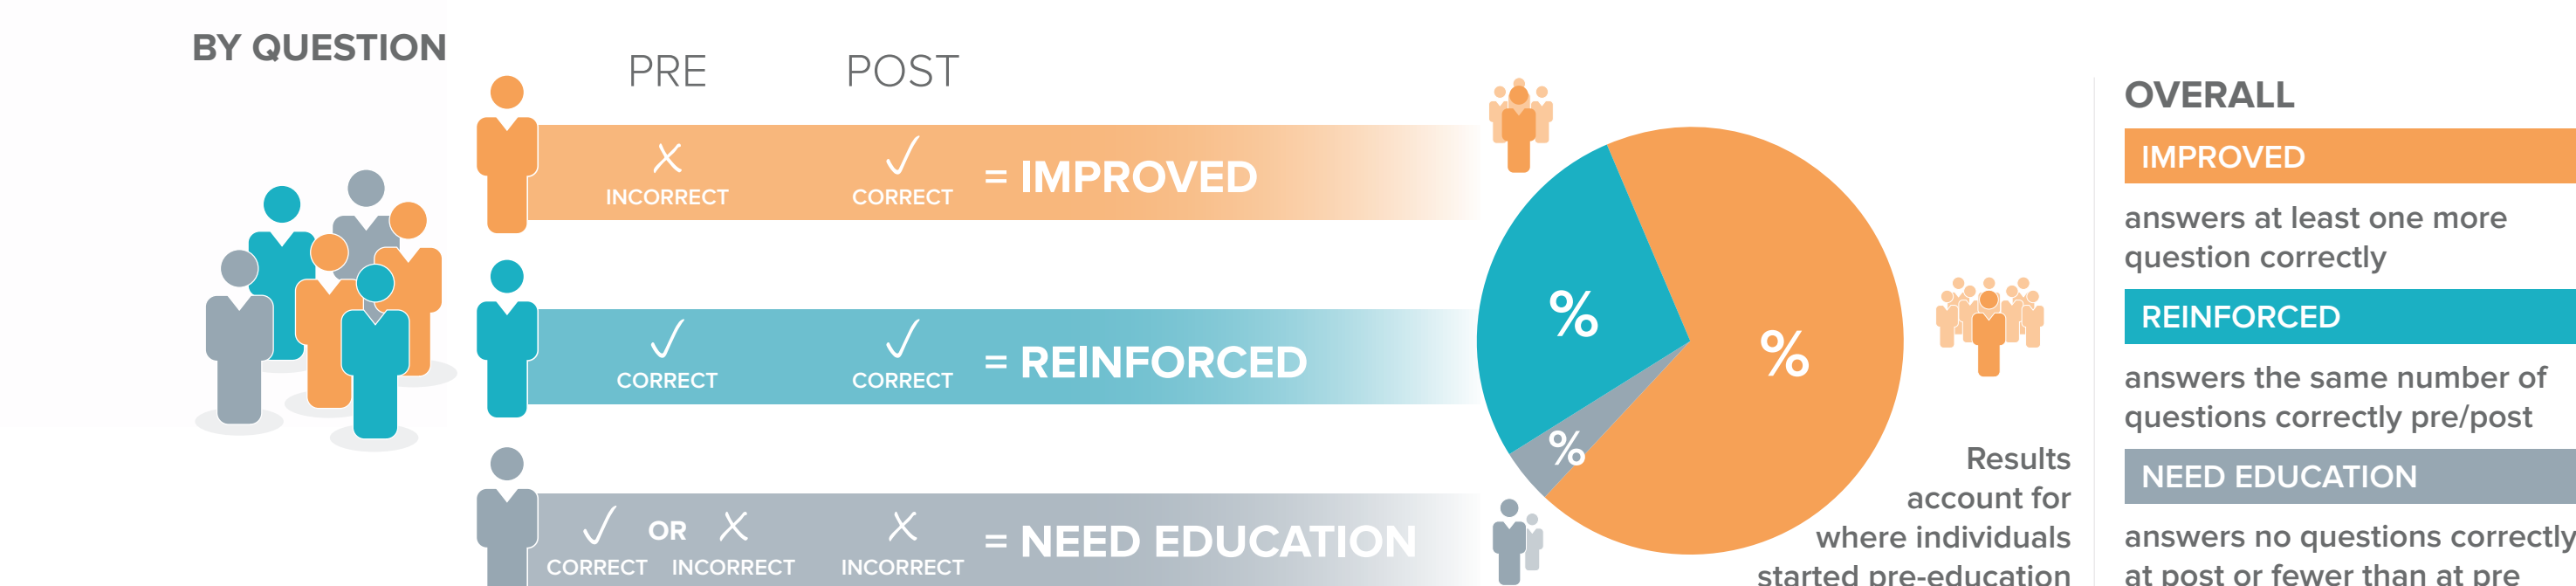 BY QUESTION
PRE POST
INCORRECT CORRECT = IMPROVED
CORRECT CORRECT = REINFORCED
OR
CORRECT INCORRECT INCORRECT = NEED EDUCATION
%
%
%
Results
account for
where individuals
started pre-education
OVERALL
IMPROVED
answers at least one more
question correctly
REINFORCED
answers the same number of
questions correctly pre/post
NEED EDUCATION
answers no questions correctly
at post or fewer than at pre